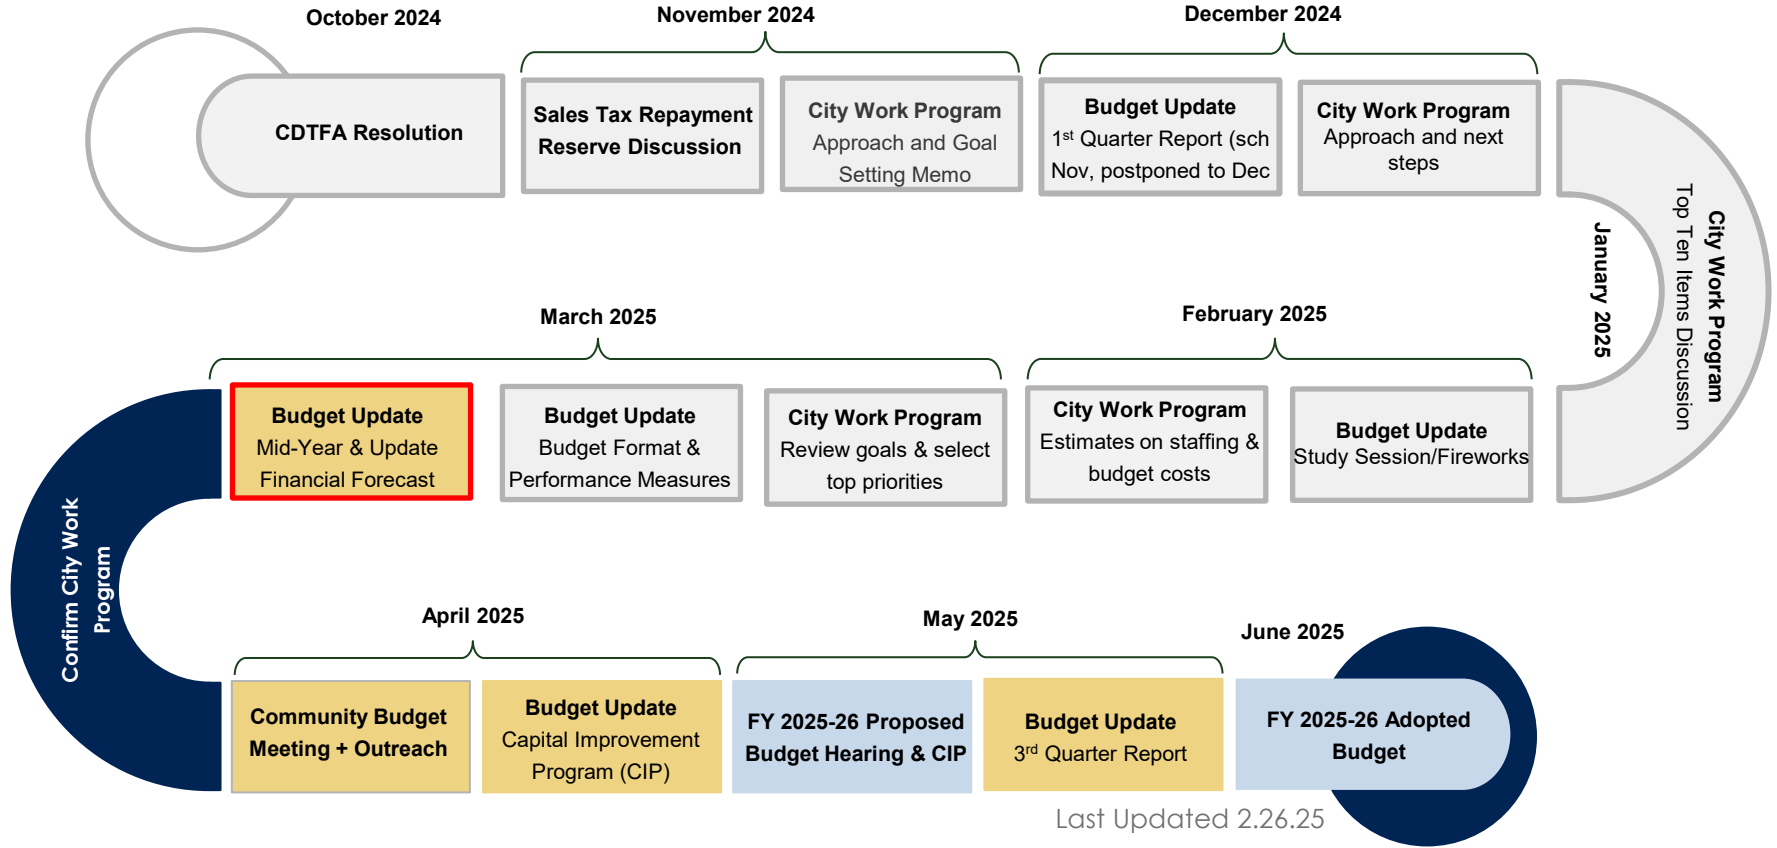 October 2024
November 2024
December 2024
CDTFA Resolution
Sales Tax Repayment
Reserve Discussion
City Work Program
Approach and Goal
Setting Memo
Budget Update
1st Quarter Report (sch
Nov, postponed to Dec
City Work Program
Approach and next
steps
January 2025
City Work Program
Top Ten Items Discussion
February 2025
Budget Update
Study Session/Fireworks
City Work Program
Estimates on staffing &
budget costs
March 2025
City Work Program
Review goals & select
top priorities
Budget Update
Budget Format &
Performance Measures
Budget Update
Mid-Year & Update
Financial Forecast
Confirm City Work
Program
April 2025
Community Budget
Meeting + Outreach
Budget Update
Capital Improvement
Program (CIP)
May 2025
FY 2025-26 Proposed
Budget Hearing & CIP
Budget Update
3rd Quarter Report
June 2025
FY 2025-26 Adopted
Budget
Last Updated 2.26.25